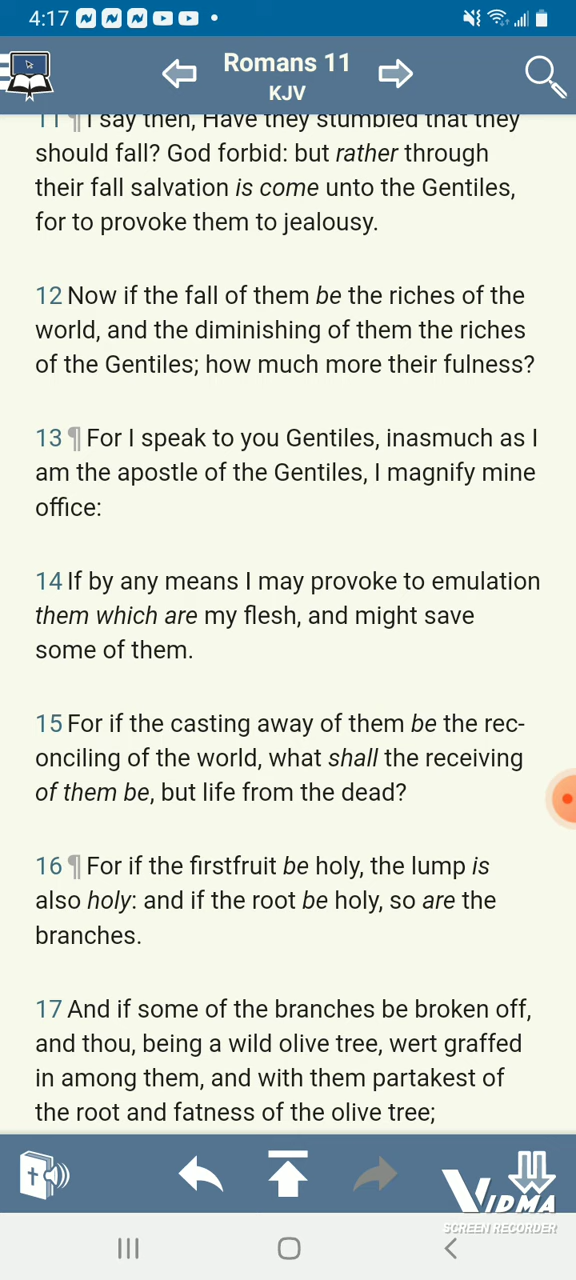 4:17
Romans 11
KJV
11 ¶ I say then, Have they stumbled that they
should fall? God forbid: but rather through
their fall salvation is come unto the Gentiles,
for to provoke them to jealousy.
12 Now if the fall of them be the riches of the
world, and the diminishing of them the riches
of the Gentiles; how much more their fulness?
13 ¶ For I speak to you Gentiles, inasmuch as I
am the apostle of the Gentiles, I magnify mine
office:
14 If by any means I may provoke to emulation
them which are my flesh, and might save
some of them.
15 For if the casting away of them be the rec-
onciling of the world, what shall the receiving
of them be, but life from the dead?
16 ¶ For if the firstfruit be holy, the lump is
also holy: and if the root be holy, so are the
branches.
17 And if some of the branches be broken off,
and thou, being a wild olive tree, wert graffed
in among them, and with them partakest of
the root and fatness of the olive tree;
VIDMA
SCREEN RECORDER